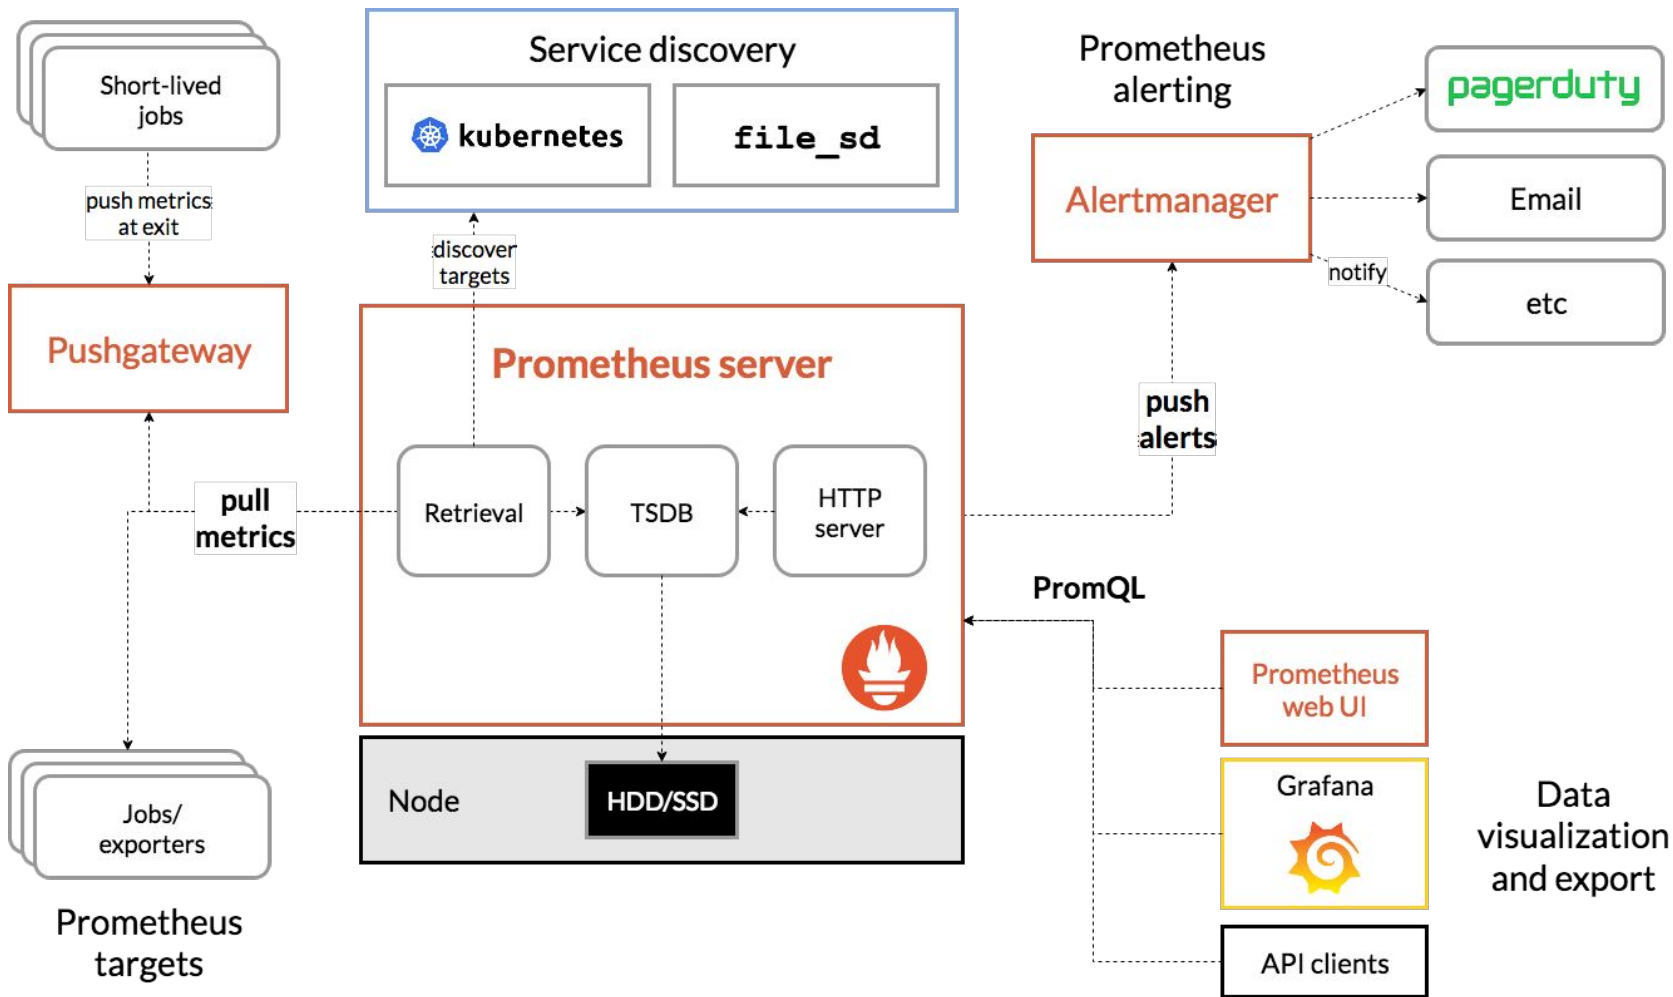 Short-lived
jobs
push metrics
at exit
Pushgateway
pull
metrics
Jobs/
exporters
Prometheus
targets
Service discovery
kubernetes
file_sd
discover
targets
Prometheus server
Retrieval
TSDB
HTTP
server
Node
HDD/SSD
Prometheus
alerting
Alertmanager
pagerduty
Email
notify
etc
push
alerts
PromQL
Prometheus
web UI
Grafana
API clients
Data
visualization
and export